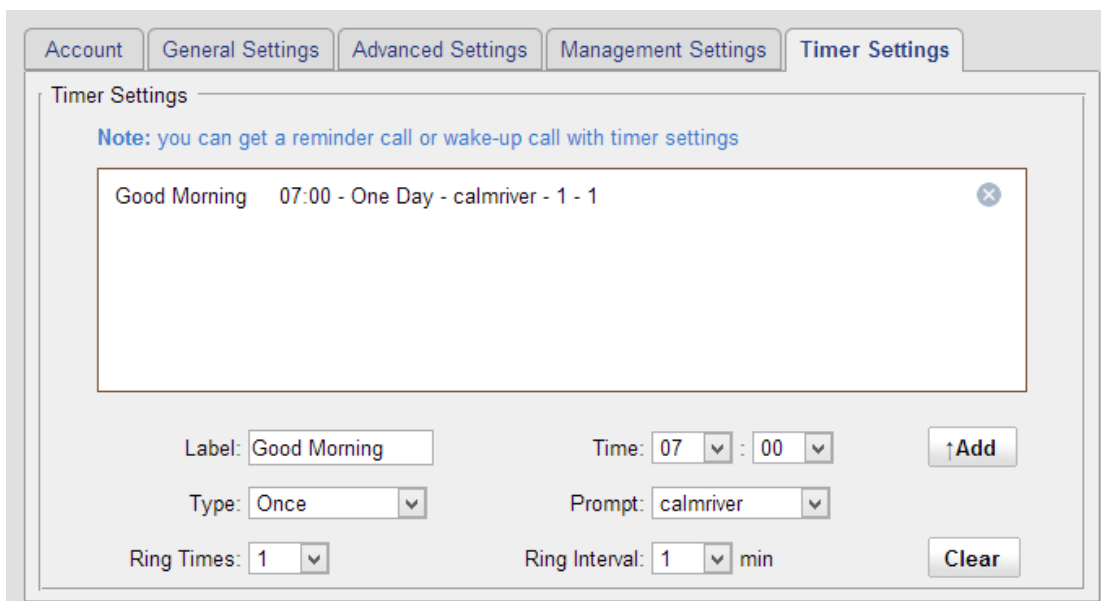 Account General Settings Advanced Settings Management Settings Timer Settings
Timer Settings
Note: you can get a reminder call or wake-up call with timer settings
Good Morning 07:00 - One Day - calmriver - 1 - 1
Label: Good Morning Time: 07 : 00 ↑Add
Type: Once Prompt: calmriver
Ring Times: 1 Ring Interval: 1 min Clear